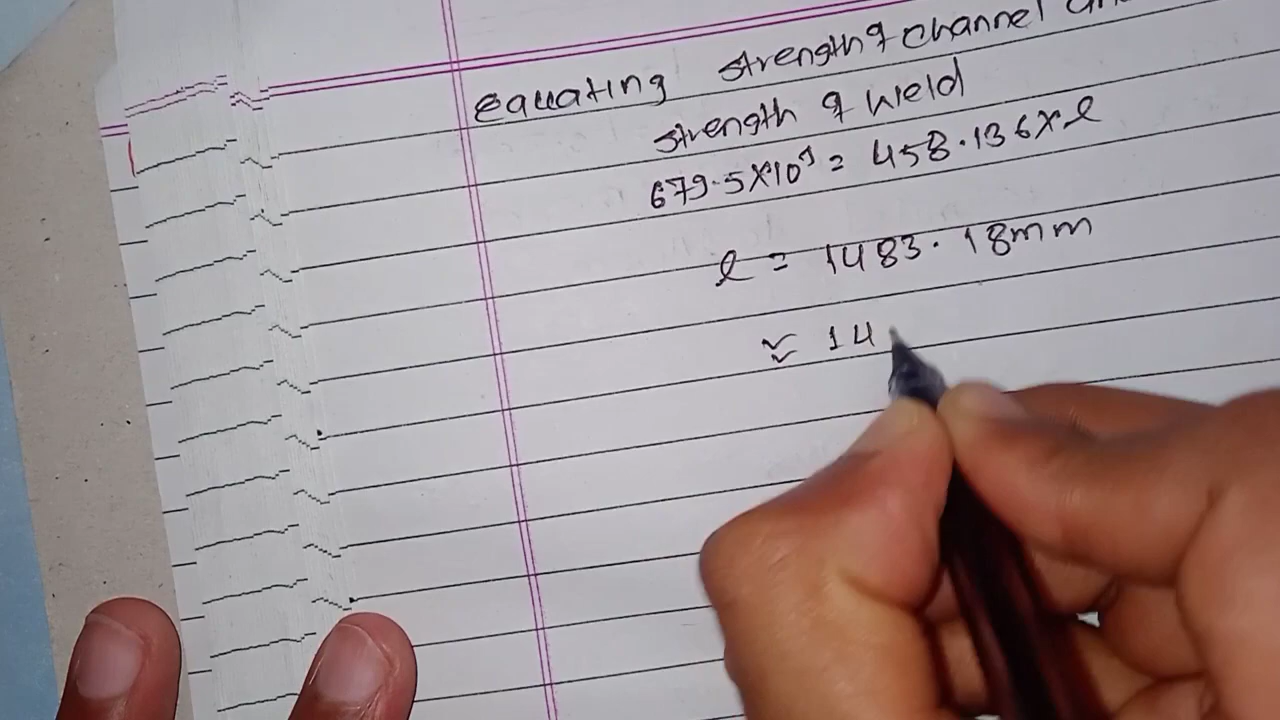 equating strength of channel and
strength of weld
679.5×10³ = 458.136×l
l = 1483.18mm
≈ 14